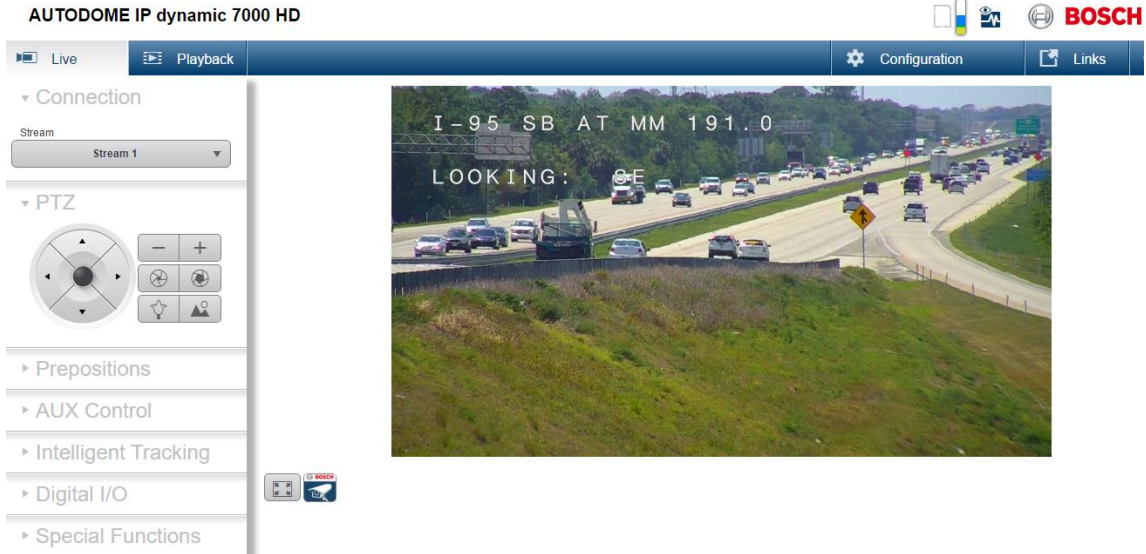 AUTODOME IP dynamic 7000 HD
BOSCH
Live
Playback
Configuration
Links
Connection
Stream
Stream 1
PTZ
Prepositions
AUX Control
Intelligent Tracking
Digital I/O
Special Functions
I-95 SB AT MM 191.0
LOOKING: SE
BOSCH